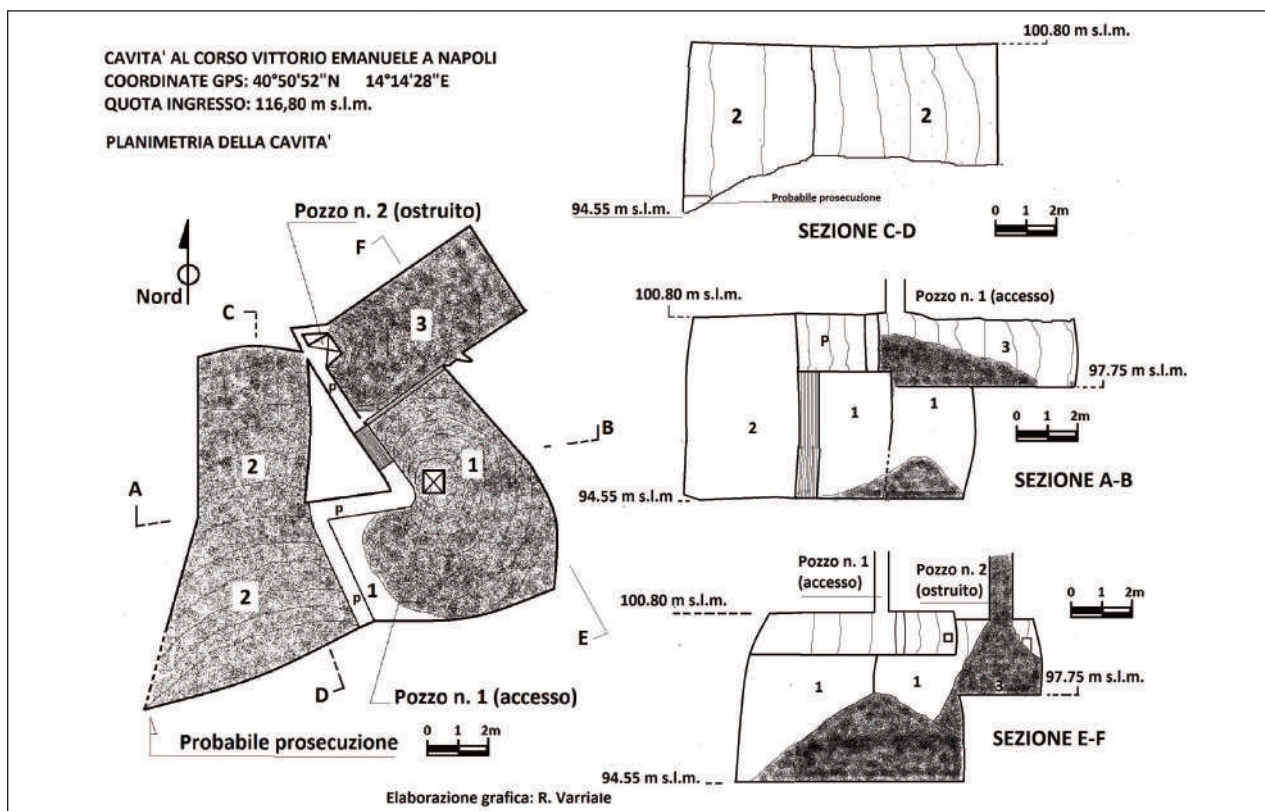 CAVITA' AL CORSO VITTORIO EMANUELE A NAPOLI
COORDINATE GPS: 40°50'52"N 14°14'28"E
QUOTA INGRESSO: 116,80 m s.l.m.
PLANIMETRIA DELLA CAVITA'
Pozzo n. 2 (ostruito)
F
Nord
C
3
P
2
1
B
A
P
2
1
P
E
D
Pozzo n. 1 (accesso)
Probabile prosecuzione
0 1 2m
100.80 m s.l.m.
2
2
Probabile prosecuzione
94.55 m s.l.m.
SEZIONE C-D
0 1 2m
100.80 m s.l.m.
Pozzo n. 1 (accesso)
P
3
97.75 m s.l.m.
1
1
2
0 1 2m
94.55 m s.l.m
SEZIONE A-B
Pozzo n. 1
(accesso)
Pozzo n. 2
(ostruito)
100.80 m s.l.m.
0 1 2m
1
1
3
97.75 m s.l.m.
SEZIONE E-F
94.55 m s.l.m.
Elaborazione grafica: R. Varriale